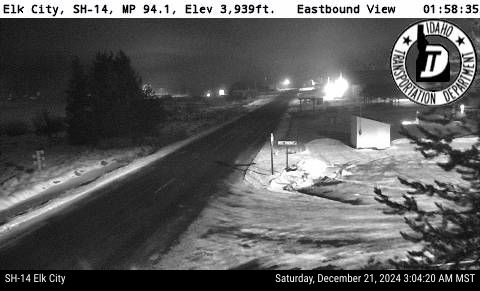 Elk City, SH-14, MP 94.1, Elev 3,939ft.   Eastbound View   01:58:35
IDAHO
TRANSPORTATION DEPARTMENT
SH-14 Elk City
Saturday, December 21, 2024 3:04:20 AM MST